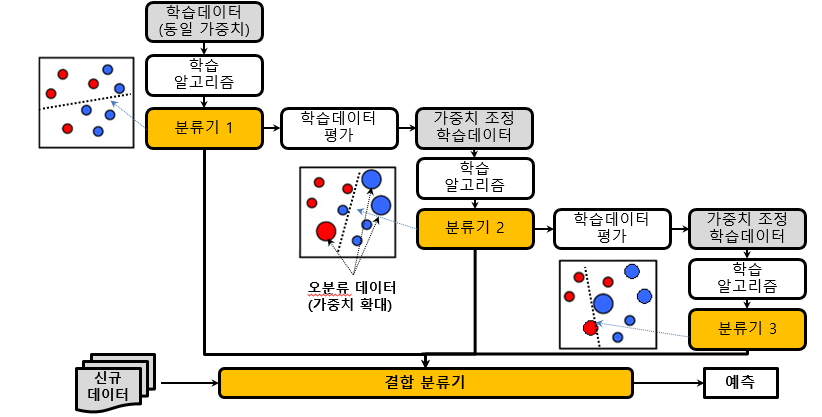 학습데이터
(동일 가중치)
학습
알고리즘
분류기 1
학습데이터
평가
가중치 조정
학습데이터
학습
알고리즘
분류기 2
오분류 데이터
(가중치 확대)
학습데이터
평가
가중치 조정
학습데이터
학습
알고리즘
분류기 3
신규
데이터
결합 분류기
예측